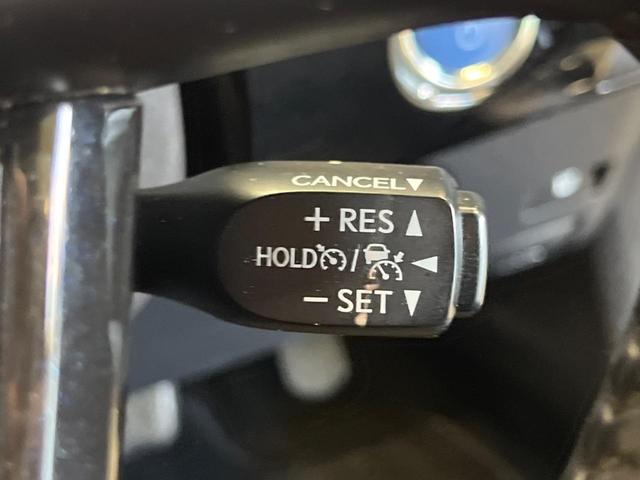 CANCEL▼
+ RES ▲
HOLD / ◀
− SET ▼